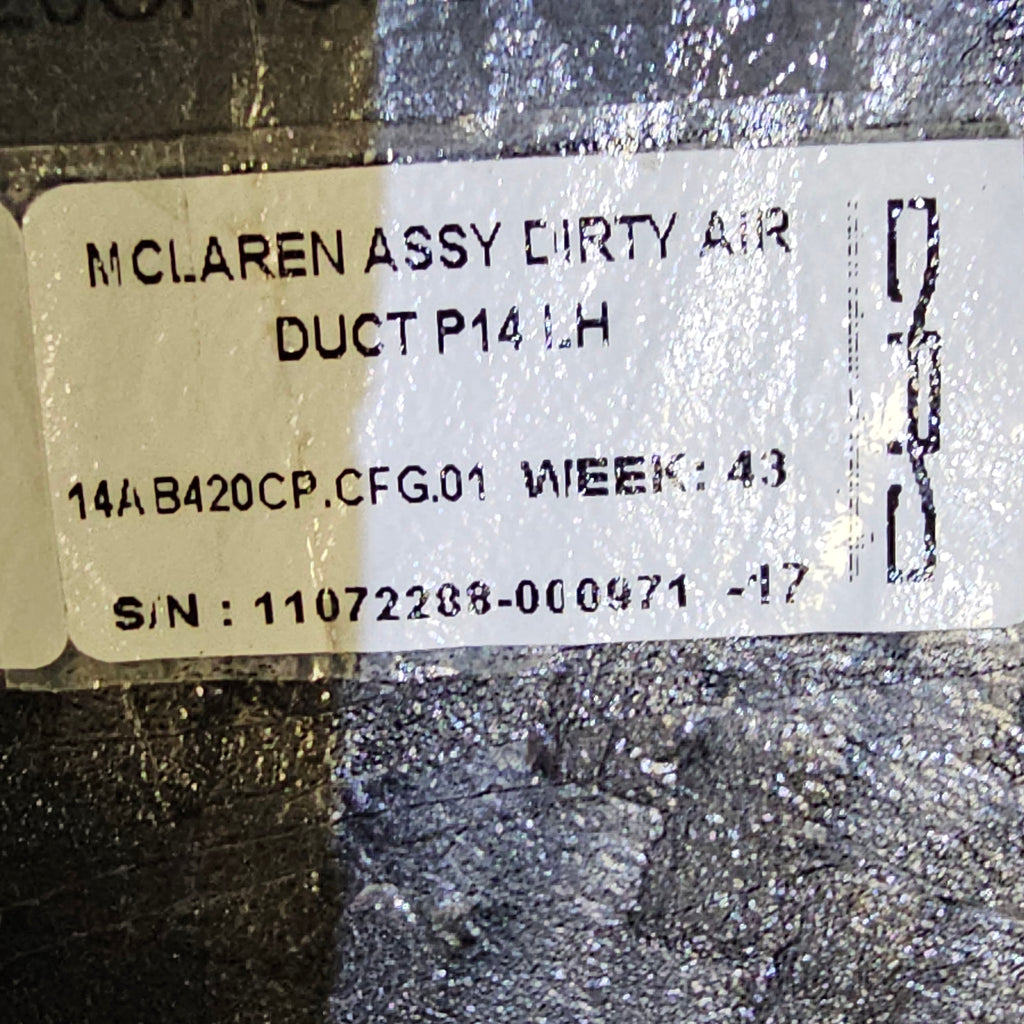 MCLAREN ASSY DIRTY AIR
DUCT P14 LH
14AB420CP.CFG.01 WEEK: 43
S/N : 11072288-000971 -17